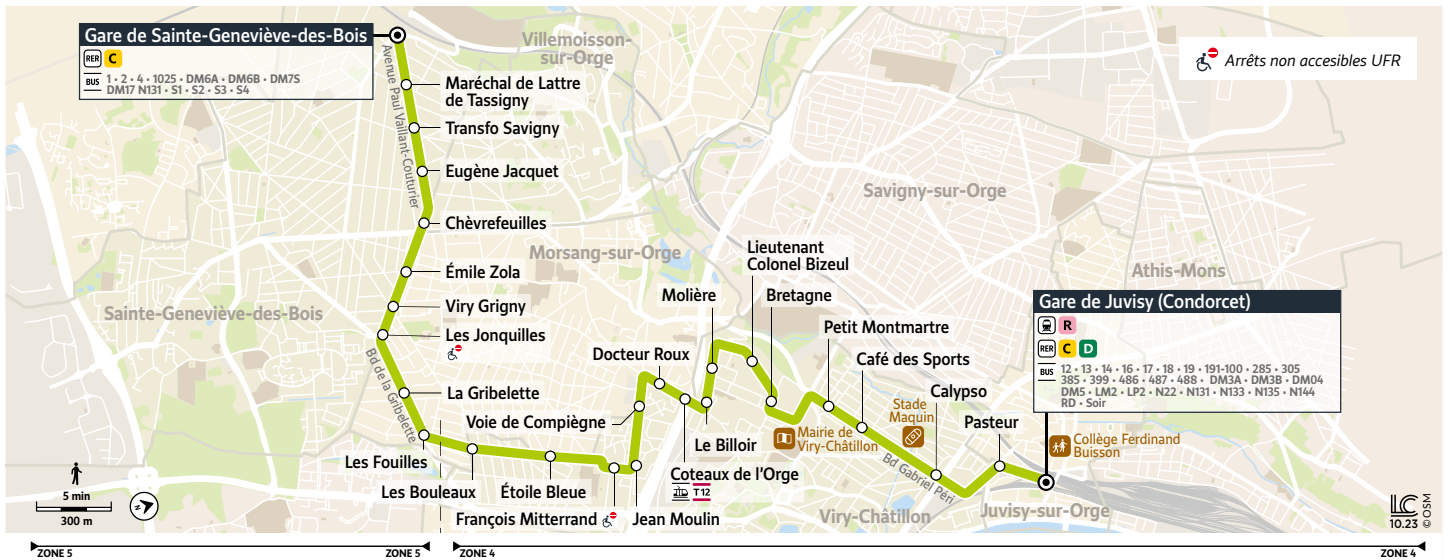 Gare de Sainte-Geneviève-des-Bois
RER C
BUS 1 • 2 • 4 • 1025 • DM6A • DM6B • DM7S
DM17 N131 • S1 • S2 • S3 • S4
Avenue Paul Vaillant-Couturier
Villemoisson-
sur-Orge
Arrêts non accesibles UFR
Maréchal de Lattre
de Tassigny
Transfo Savigny
Eugène Jacquet
Chèvrefeuilles
Émile Zola
Viry Grigny
Les Jonquilles
La Gribelette
Bd de la Gribelette
Sainte-Geneviève-des-Bois
Morsang-sur-Orge
Savigny-sur-Orge
Athis-Mons
Les Fouilles
Les Bouleaux
Étoile Bleue
François Mitterrand
Jean Moulin
Voie de Compiègne
Docteur Roux
Coteaux de l'Orge
T12
Le Billoir
Molière
Lieutenant
Colonel Bizeul
Bretagne
Mairie de
Viry-Châtillon
Petit Montmartre
Café des Sports
Stade
Maquin
Bd Gabriel Péri
Calypso
Pasteur
Gare de Juvisy (Condorcet)
R
RER C D
BUS 12 • 13 • 14 • 16 • 17 • 18 • 19 • 191-100 • 285 • 305
385 • 399 • 486 • 487 • 488 • DM3A • DM3B • DM04
DM5 • LM2 • LP2 • N22 • N131 • N133 • N135 • N144
RD • Soir
Collège Ferdinand
Buisson
Viry-Châtillon
Juvisy-sur-Orge
5 min
300 m
N
LC
10.23
© OSM
ZONE 5
ZONE 5
ZONE 4
ZONE 4